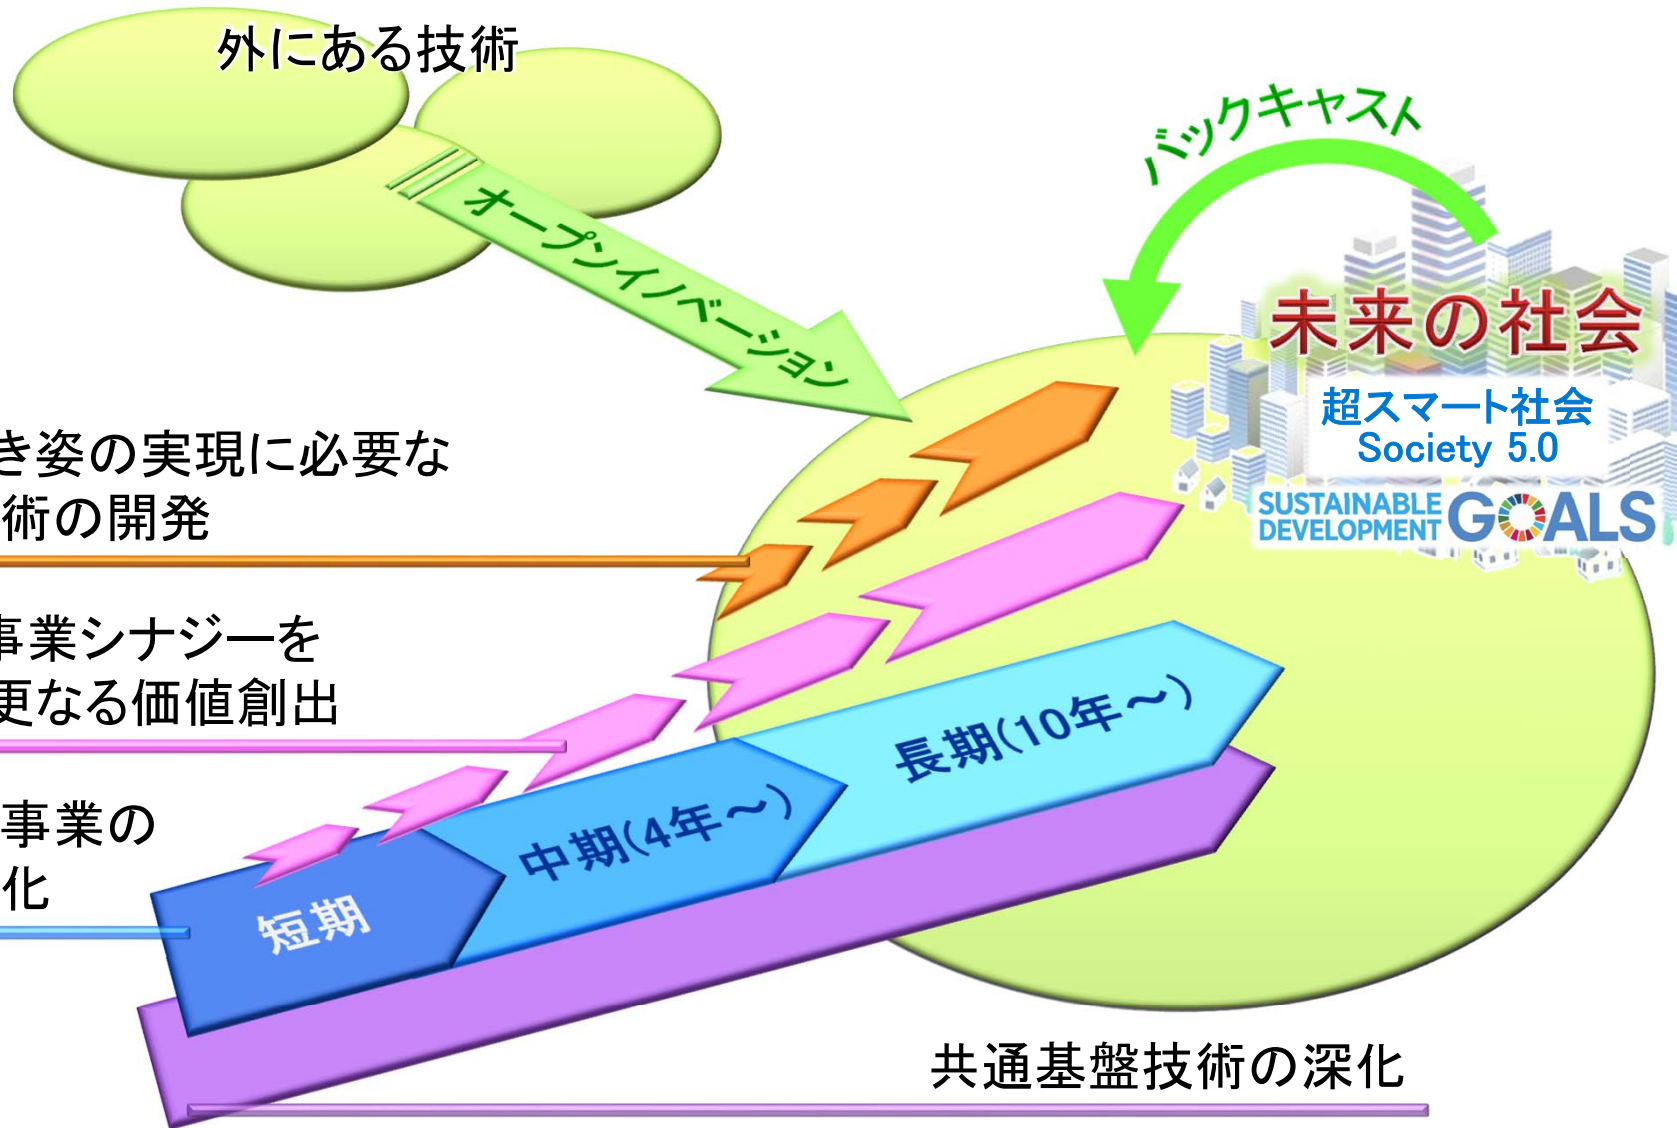 外にある技術
オープンイノベーション
バックキャスト
未来の社会
超スマート社会
Society 5.0
SUSTAINABLE
DEVELOPMENT
GOALS
き姿の実現に必要な
術の開発
事業シナジーを
更なる価値創出
事業の
化
短期
中期(4年～)
長期(10年～)
共通基盤技術の深化